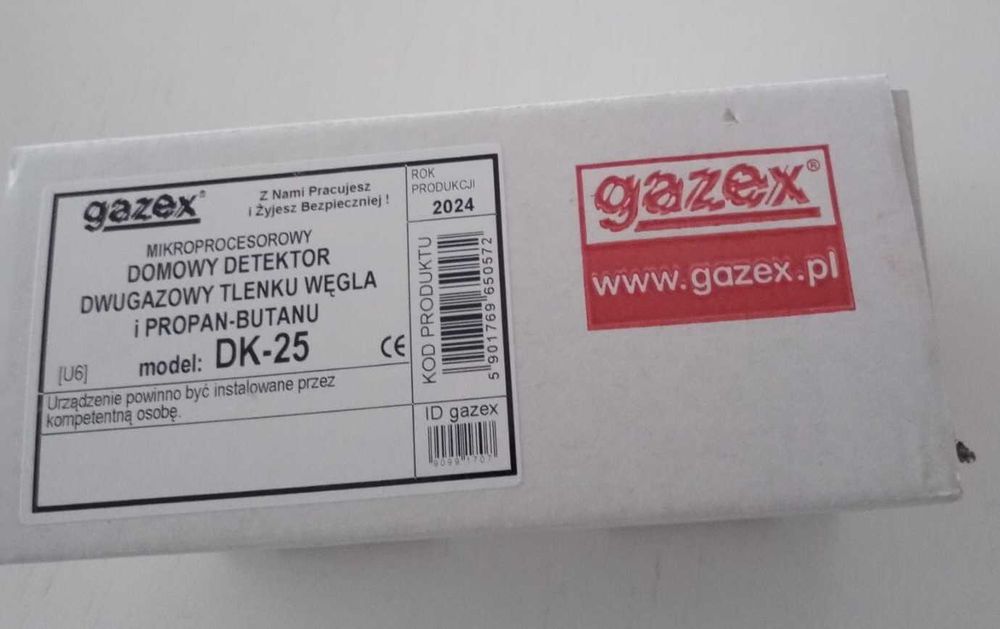 gazex®
Z Nami Pracujesz
i Żyjesz Bezpieczniej !
MIKROPROCESOROWY
DOMOWY DETEKTOR
DWUGAZOWY TLENKU WĘGLA
i PROPAN-BUTANU
[U6] model: DK-25 CE
Urządzenie powinno być instalowane przez
kompetentną osobę.
ROK
PRODUKCJI
2024
KOD PRODUKTU
5 901769 650572
ID gazex
90991707
gazex®
www.gazex.pl